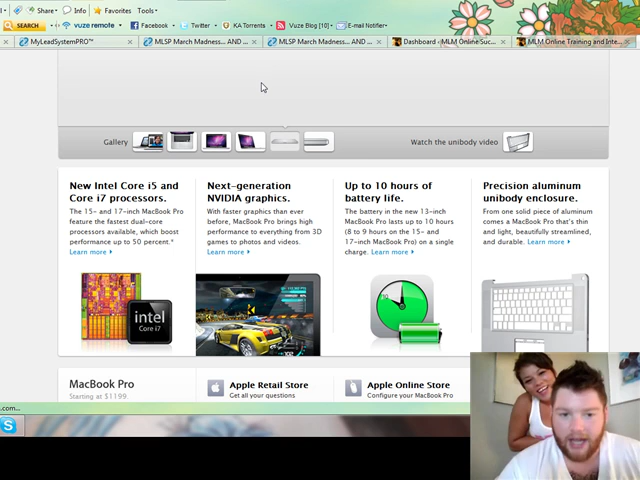 Share Info Favorites Tools
SEARCH vuze remote Facebook Twitter KA Torrents Vuze Blog [10] E-mail Notifier
MyLeadSystemPRO™ MLSP March Madness... AND ... MLSP March Madness... AND ... Dashboard - MLM Online Suc... MLM Online Training and Inte...
Gallery Watch the unibody video
New Intel Core i5 and
Core i7 processors.
The 15- and 17-inch MacBook Pro
feature the fastest dual-core
processors available, which boost
performance up to 50 percent.*
Learn more
Next-generation
NVIDIA graphics.
With faster graphics than ever
before, MacBook Pro brings high
performance to everything from 3D
games to photos and videos.
Learn more
Up to 10 hours of
battery life.
The battery in the new 13-inch
MacBook Pro lasts up to 10 hours
(8 to 9 hours on the 15- and
17-inch MacBook Pro) on a single
charge. Learn more
Precision aluminum
unibody enclosure.
From one solid piece of aluminum
comes a MacBook Pro that's thin
and light, beautifully streamlined,
and durable. Learn more
intel
Core i7
MacBook Pro
Starting at $1199
Apple Retail Store
Get all your questions
Apple Online Store
Configure your MacBook Pro
.com...